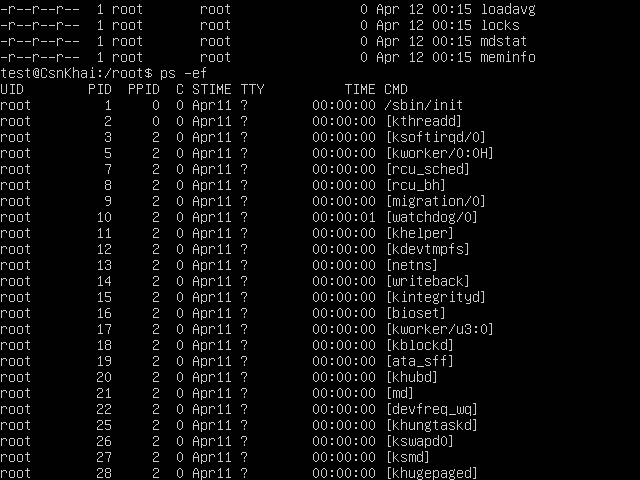 -r--r--r--  1 root       root                0 Apr 12 00:15 loadavg
-r--r--r--  1 root       root                0 Apr 12 00:15 locks
-r--r--r--  1 root       root                0 Apr 12 00:15 mdstat
-r--r--r--  1 root       root                0 Apr 12 00:15 meminfo
test@CsnKhai:/root$ ps -ef
UID        PID  PPID  C STIME TTY          TIME CMD
root         1     0  0 Apr11 ?        00:00:00 /sbin/init
root         2     0  0 Apr11 ?        00:00:00 [kthreadd]
root         3     2  0 Apr11 ?        00:00:00 [ksoftirqd/0]
root         5     2  0 Apr11 ?        00:00:00 [kworker/0:0H]
root         7     2  0 Apr11 ?        00:00:00 [rcu_sched]
root         8     2  0 Apr11 ?        00:00:00 [rcu_bh]
root         9     2  0 Apr11 ?        00:00:00 [migration/0]
root        10     2  0 Apr11 ?        00:00:01 [watchdog/0]
root        11     2  0 Apr11 ?        00:00:00 [khelper]
root        12     2  0 Apr11 ?        00:00:00 [kdevtmpfs]
root        13     2  0 Apr11 ?        00:00:00 [netns]
root        14     2  0 Apr11 ?        00:00:00 [writeback]
root        15     2  0 Apr11 ?        00:00:00 [kintegrityd]
root        16     2  0 Apr11 ?        00:00:00 [bioset]
root        17     2  0 Apr11 ?        00:00:00 [kworker/u3:0]
root        18     2  0 Apr11 ?        00:00:00 [kblockd]
root        19     2  0 Apr11 ?        00:00:00 [ata_sff]
root        20     2  0 Apr11 ?        00:00:00 [khubd]
root        21     2  0 Apr11 ?        00:00:00 [md]
root        22     2  0 Apr11 ?        00:00:00 [devfreq_wq]
root        25     2  0 Apr11 ?        00:00:00 [khungtaskd]
root        26     2  0 Apr11 ?        00:00:00 [kswapd0]
root        27     2  0 Apr11 ?        00:00:00 [ksmd]
root        28     2  0 Apr11 ?        00:00:00 [khugepaged]